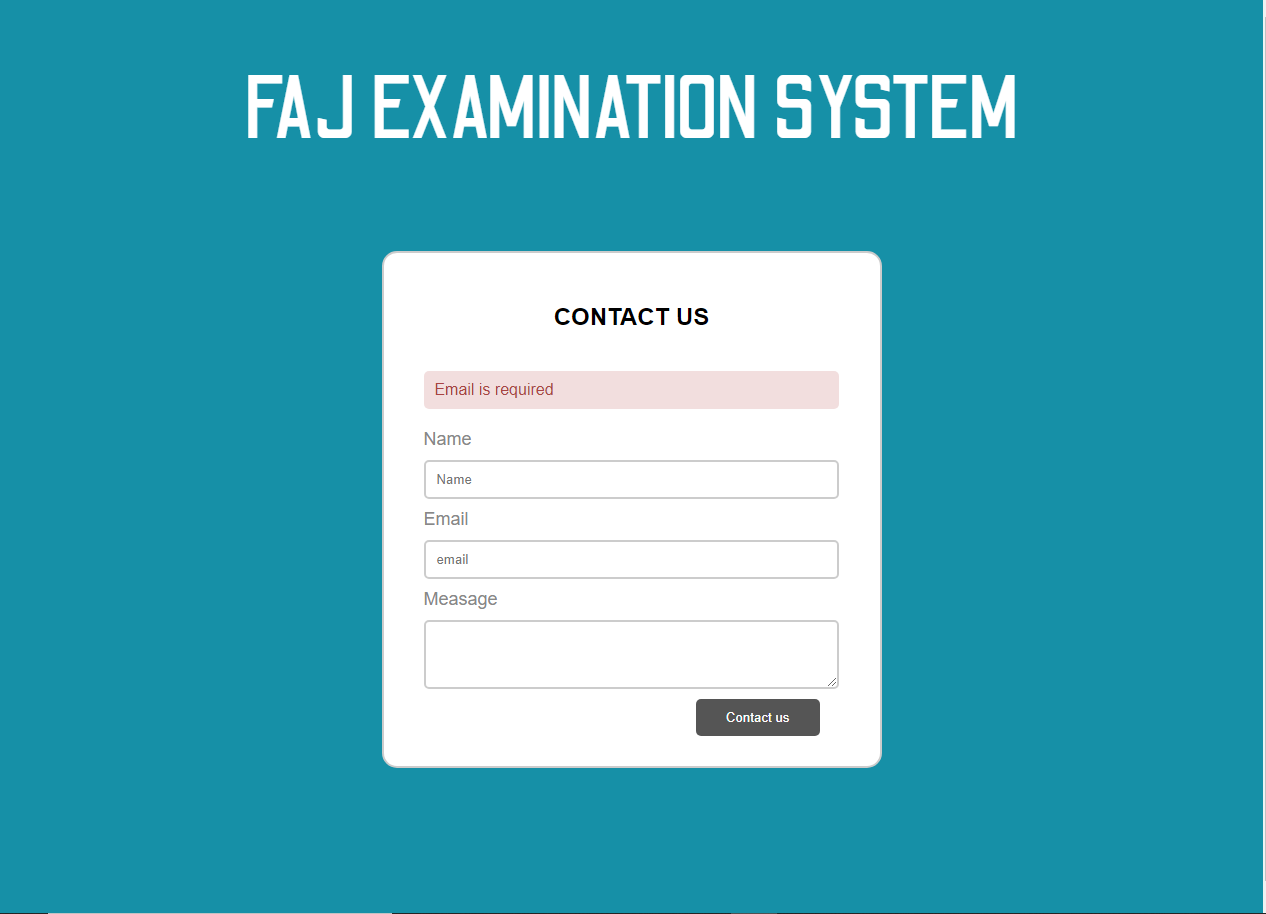 FAJ EXAMINATION SYSTEM
CONTACT US
Email is required
Name
Name
Email
email
Measage
Contact us